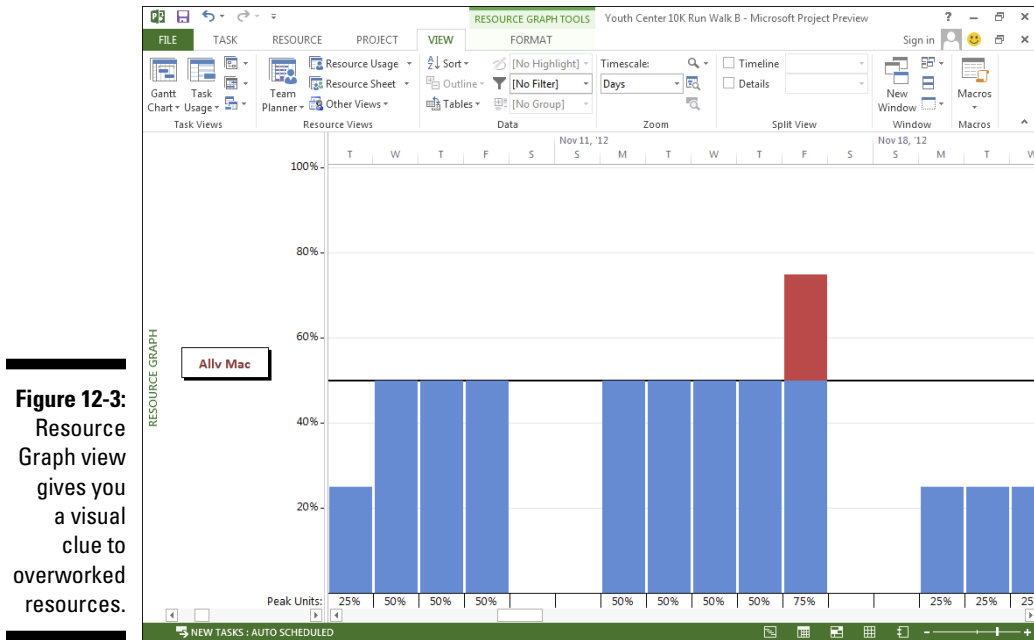 RESOURCE GRAPH TOOLS Youth Center 10K Run Walk B - Microsoft Project Preview
FILE TASK RESOURCE PROJECT VIEW FORMAT Sign in
Gantt Chart
Task Usage
Task Views
Team Planner
Resource Usage
Resource Sheet
Other Views
Resource Views
Sort
Outline
Tables
[No Highlight]
[No Filter]
[No Group]
Data
Timescale:
Days
Zoom
Timeline
Details
Split View
New Window
Window
Macros
Macros
Nov 11, '12 Nov 18, '12
T W T F S S M T W T F S S M T W
100%
80%
60%
40%
20%
RESOURCE GRAPH
Ally Mac
Peak Units: 25% 50% 50% 50% 50% 50% 50% 50% 75% 25% 25% 25
NEW TASKS : AUTO SCHEDULED
Figure 12-3:
Resource
Graph view
gives you
a visual
clue to
overworked
resources.